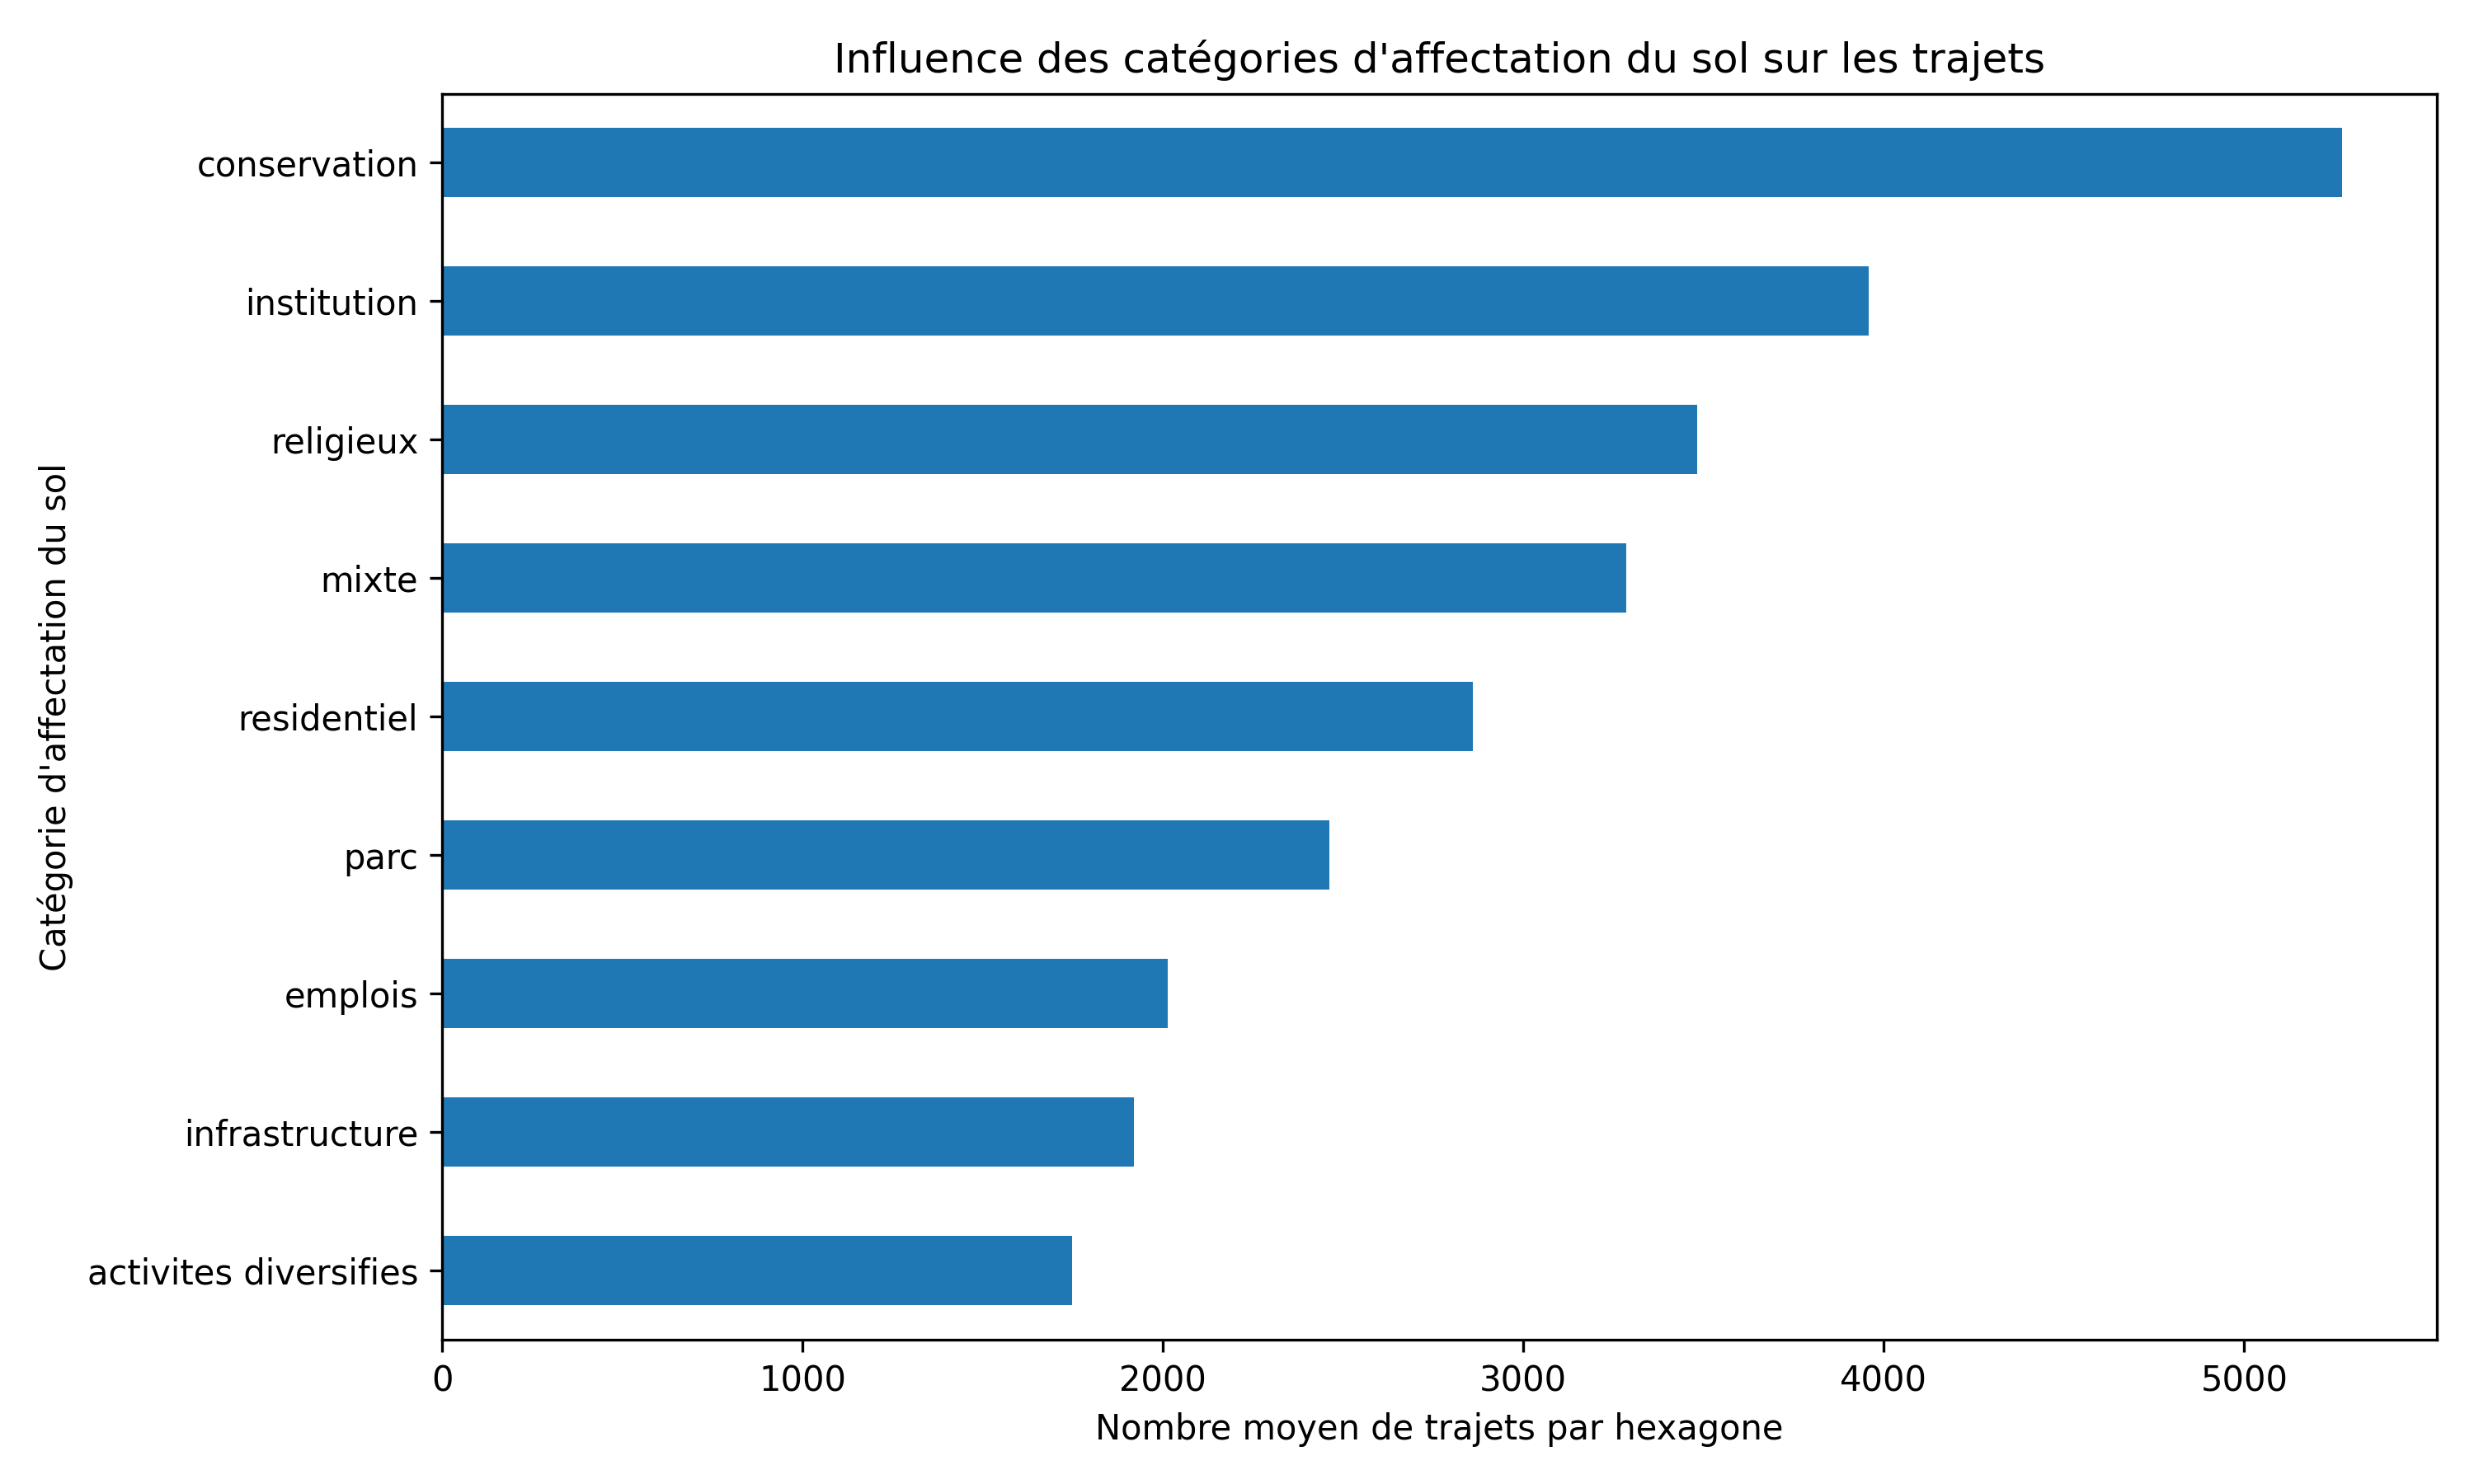 Influence des catégories d'affectation du sol sur les trajets
Catégorie d'affectation du sol
conservation
institution
religieux
mixte
residentiel
parc
emplois
infrastructure
activites diversifies
0 1000 2000 3000 4000 5000
Nombre moyen de trajets par hexagone